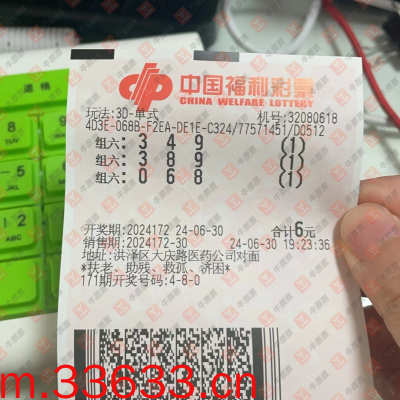 中国福利彩票
CHINA WELFARE LOTTERY
玩法:3D-单式 机号:32080618
4D3E-068B-F2EA-DE1E-C324/77571451/D0512
组六: 3 4 9 (1)
组六: 3 8 9 (1)
组六: 0 6 8 (1)
开奖期:2024172 24-06-30 合计6元
销售期:2024172-30 24-06-30 19:23:36
地址:洪泽区大庆路医药公司对面
*扶老、助残、救孤、济困*
171期开奖号码:4-8-0
m.33633.cn